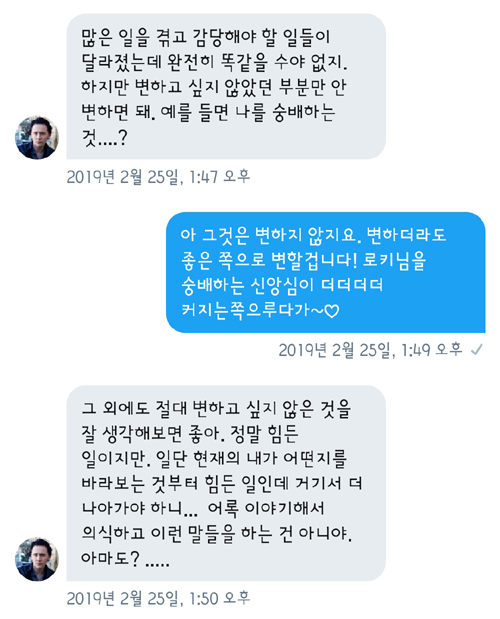 많은 일을 겪고 감당해야 할 일들이
달라졌는데 완전히 똑같을 수야 없지.
하지만 변하고 싶지 않았던 부분만 안
변하면 돼. 예를 들면 나를 숭배하는
것....?
2019년 2월 25일, 1:47 오후
아 그것은 변하지 않지요. 변하더라도
좋은 쪽으로 변할겁니다! 로키님을
숭배하는 신앙심이 더더더더
커지는쪽으루다가~♡
2019년 2월 25일, 1:49 오후 ✓
그 외에도 절대 변하고 싶지 않은 것을
잘 생각해보면 좋아. 정말 힘든
일이지만. 일단 현재의 내가 어떤지를
바라보는 것부터 힘든 일인데 거기서 더
나아가야 하니... 어록 이야기해서
의식하고 이런 말들을 하는 건 아니야.
아마도? .....
2019년 2월 25일, 1:50 오후